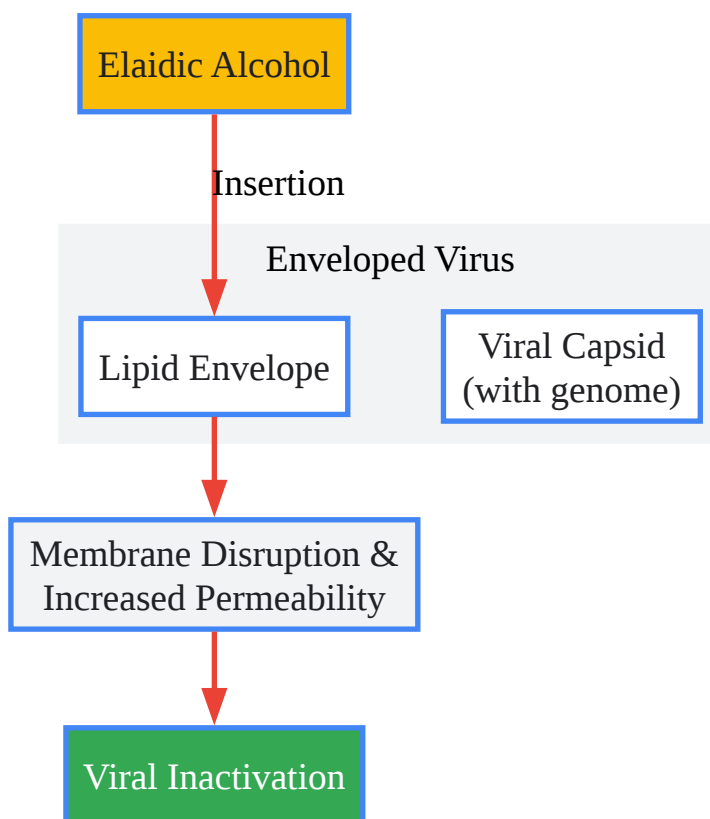 Elaidic Alcohol
Insertion
Enveloped Virus
Lipid Envelope
Viral Capsid
(with genome)
Membrane Disruption &
Increased Permeability
Viral Inactivation